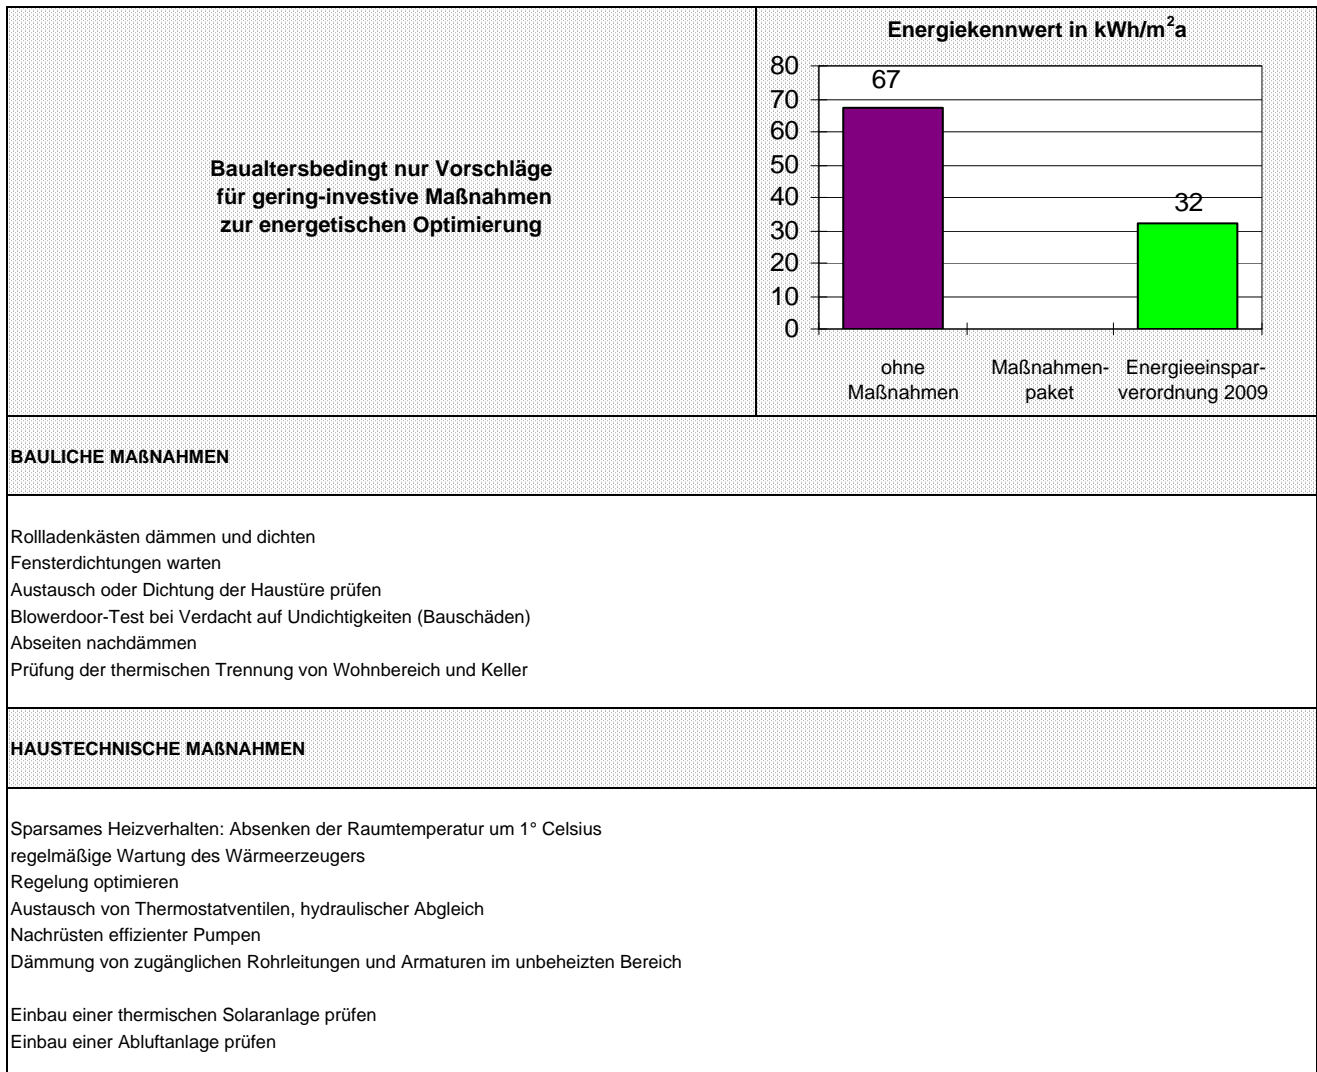 Baualtersbedingt nur Vorschläge
für gering-investive Maßnahmen
zur energetischen Optimierung
Energiekennwert in kWh/m²a
80
70
60
50
40
30
20
10
0
67
32
ohne
Maßnahmen
Maßnahmen-
paket
Energieeinspar-
verordnung 2009
BAULICHE MAßNAHMEN
Rollladenkästen dämmen und dichten
Fensterdichtungen warten
Austausch oder Dichtung der Haustüre prüfen
Blowerdoor-Test bei Verdacht auf Undichtigkeiten (Bauschäden)
Abseiten nachdämmen
Prüfung der thermischen Trennung von Wohnbereich und Keller
HAUSTECHNISCHE MAßNAHMEN
Sparsames Heizverhalten: Absenken der Raumtemperatur um 1° Celsius
regelmäßige Wartung des Wärmeerzeugers
Regelung optimieren
Austausch von Thermostatventilen, hydraulischer Abgleich
Nachrüsten effizienter Pumpen
Dämmung von zugänglichen Rohrleitungen und Armaturen im unbeheizten Bereich
Einbau einer thermischen Solaranlage prüfen
Einbau einer Abluftanlage prüfen